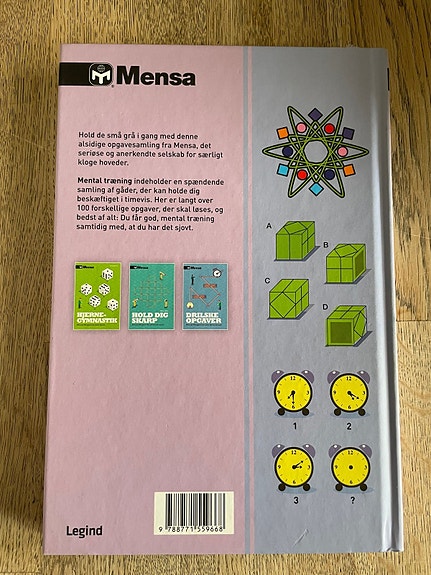 Mensa
Hold de små grå i gang med denne
alsidige opgavesamling fra Mensa, det
seriøse og anerkendte selskab for særligt
kloge hoveder.
Mental træning indeholder en spændende
samling af gåder, der kan holde dig
beskæftiget i timevis. Her er langt over
100 forskellige opgaver, der skal løses, og
bedst af alt: Du får god, mental træning
samtidig med, at du har det sjovt.
Mensa
HJERNE-
GYMNASTIK
Mensa
HOLD DIG
SKARP
Mensa
DRILSKE
OPGAVER
A
B
C
D
1
2
3
?
9 788771 559668
Legind